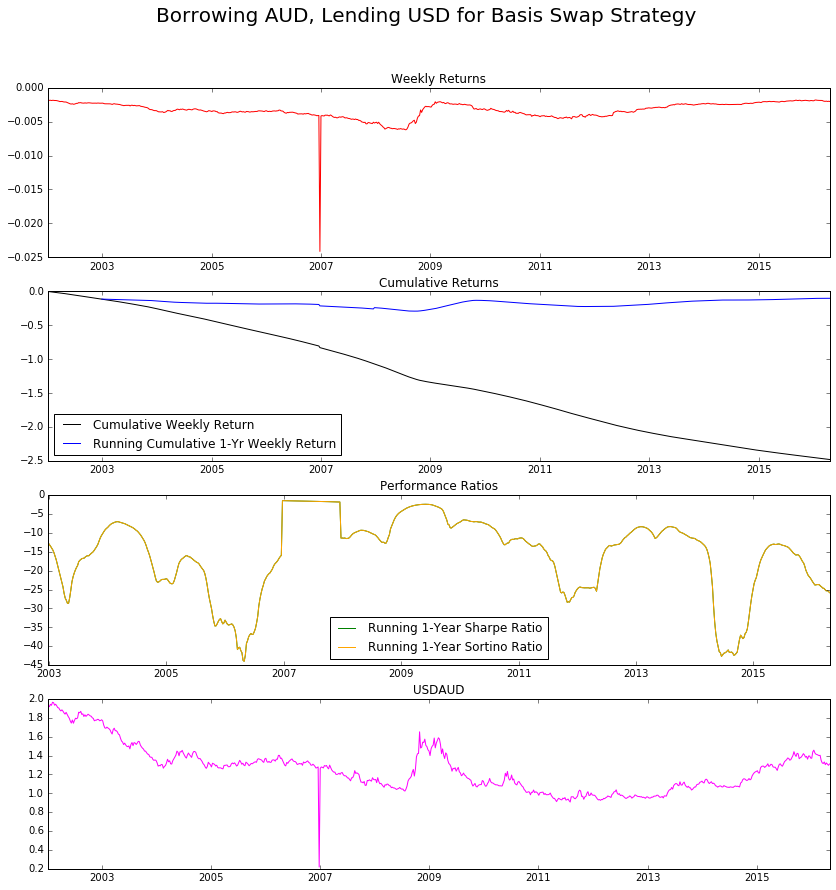 Borrowing AUD, Lending USD for Basis Swap Strategy
Weekly Returns
0.000
−0.005
−0.010
−0.015
−0.020
−0.025
2003 2005 2007 2009 2011 2013 2015
Cumulative Returns
0.0
−0.5
−1.0
−1.5
−2.0
−2.5
Cumulative Weekly Return
Running Cumulative 1-Yr Weekly Return
2003 2005 2007 2009 2011 2013 2015
Performance Ratios
0
−5
−10
−15
−20
−25
−30
−35
−40
−45
Running 1-Year Sharpe Ratio
Running 1-Year Sortino Ratio
2003 2005 2007 2009 2011 2013 2015
USDAUD
2.0
1.8
1.6
1.4
1.2
1.0
0.8
0.6
0.4
0.2
2003 2005 2007 2009 2011 2013 2015